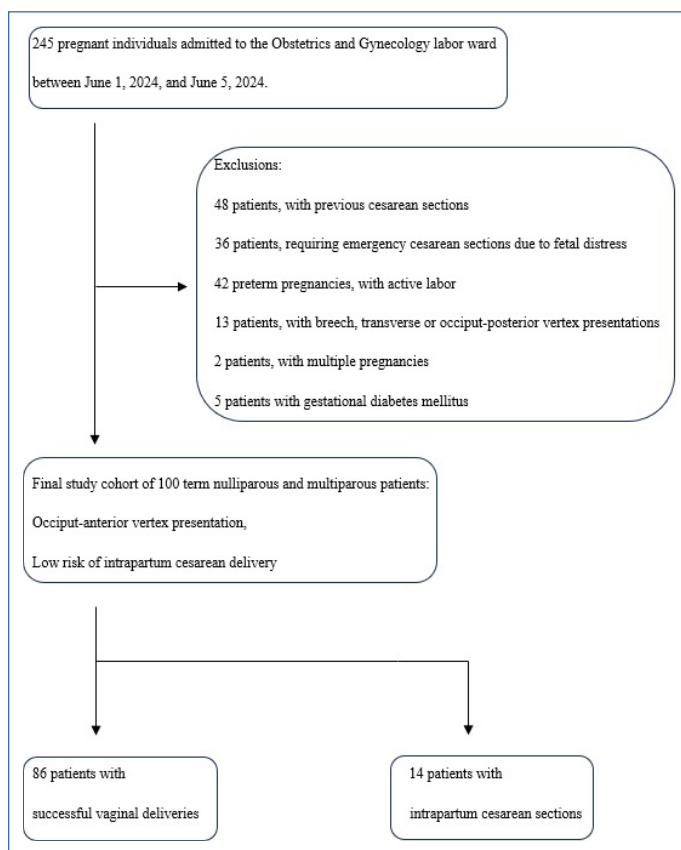 245 pregnant individuals admitted to the Obstetrics and Gynecology labor ward
between June 1, 2024, and June 5, 2024.
Exclusions:
48 patients, with previous cesarean sections
36 patients, requiring emergency cesarean sections due to fetal distress
42 preterm pregnancies, with active labor
13 patients, with breech, transverse or occiput-posterior vertex presentations
2 patients, with multiple pregnancies
5 patients with gestational diabetes mellitus
Final study cohort of 100 term nulliparous and multiparous patients:
Occiput-anterior vertex presentation,
Low risk of intrapartum cesarean delivery
86 patients with
successful vaginal deliveries
14 patients with
intrapartum cesarean sections